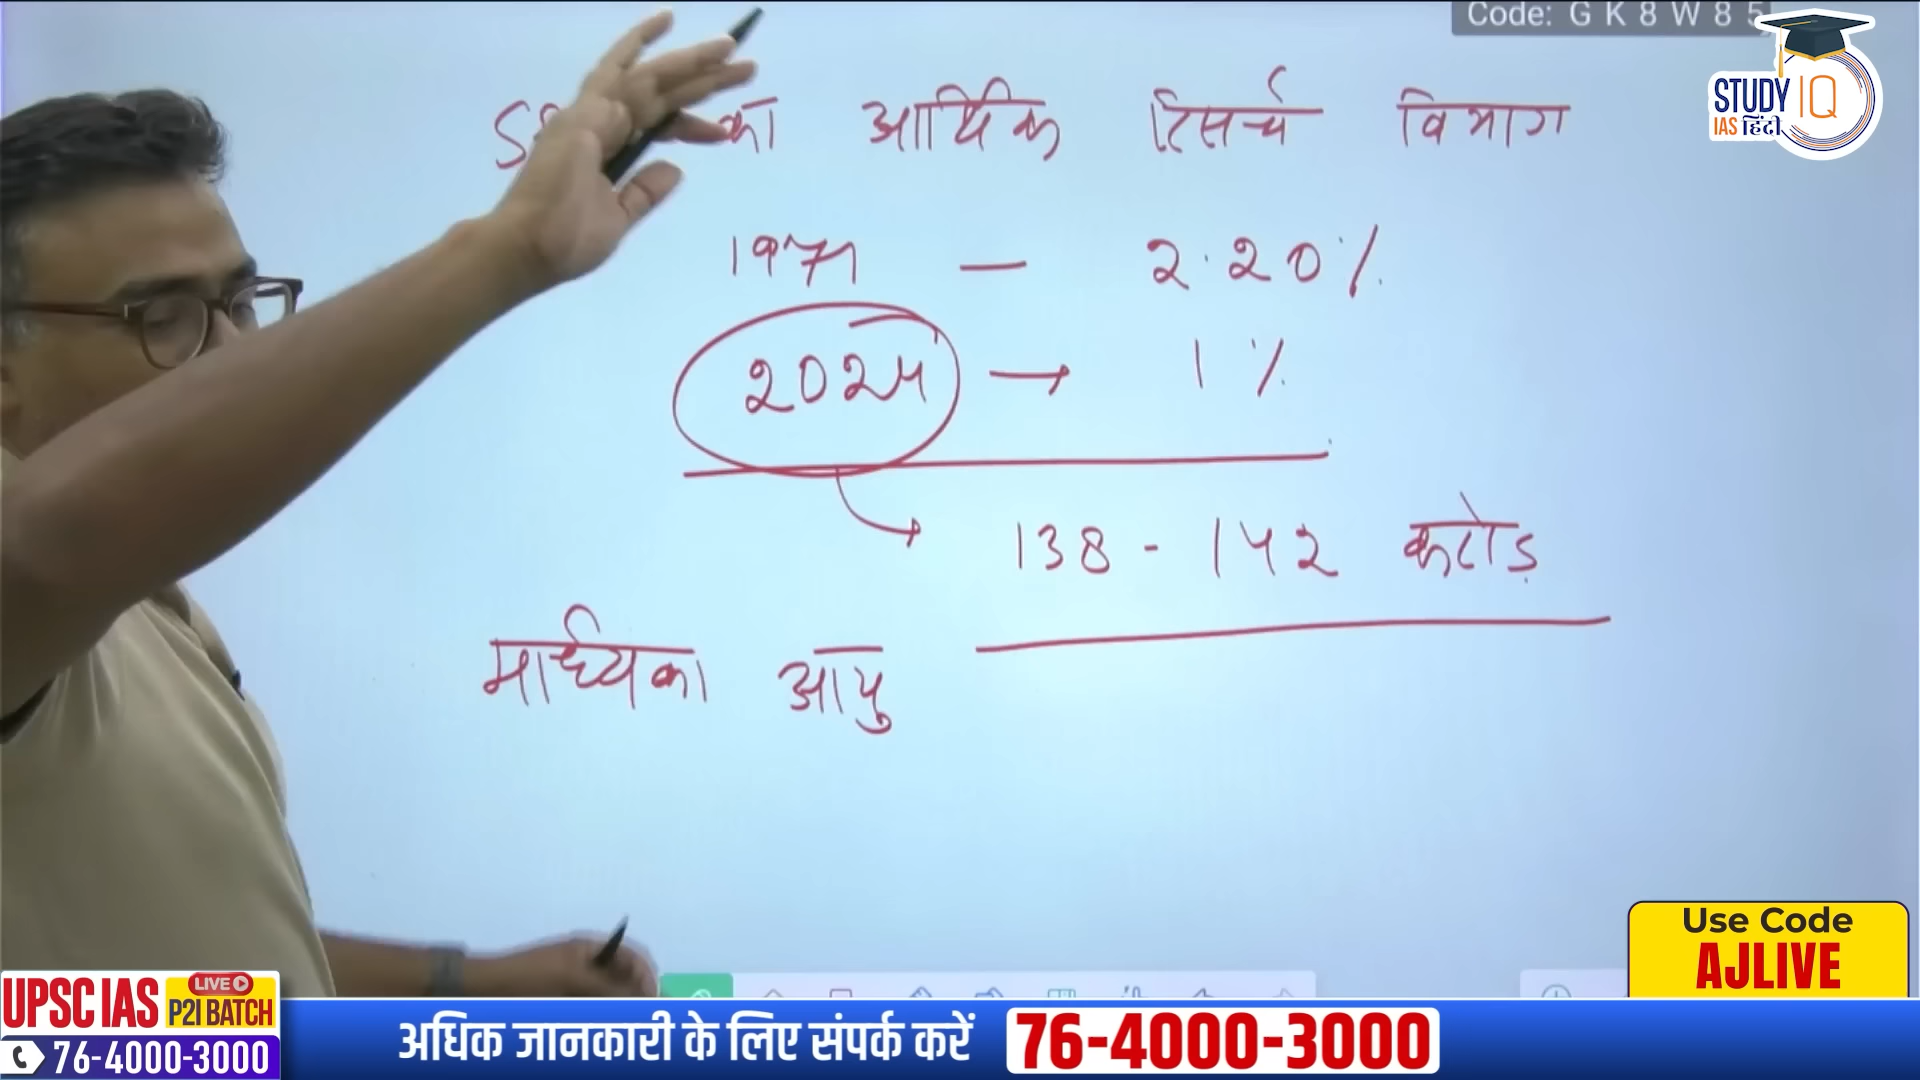 Code: G K 8 W 8 5
STUDY IQ
IAS हिंदी
का आर्थिक रिसर्च विभाग
1971 — 2.20%
2024 → 1%
138 - 142 करोड़
माध्यिका आयु
Use Code
AJLIVE
UPSC IAS LIVE P2I BATCH
76-4000-3000
अधिक जानकारी के लिए संपर्क करें 76-4000-3000